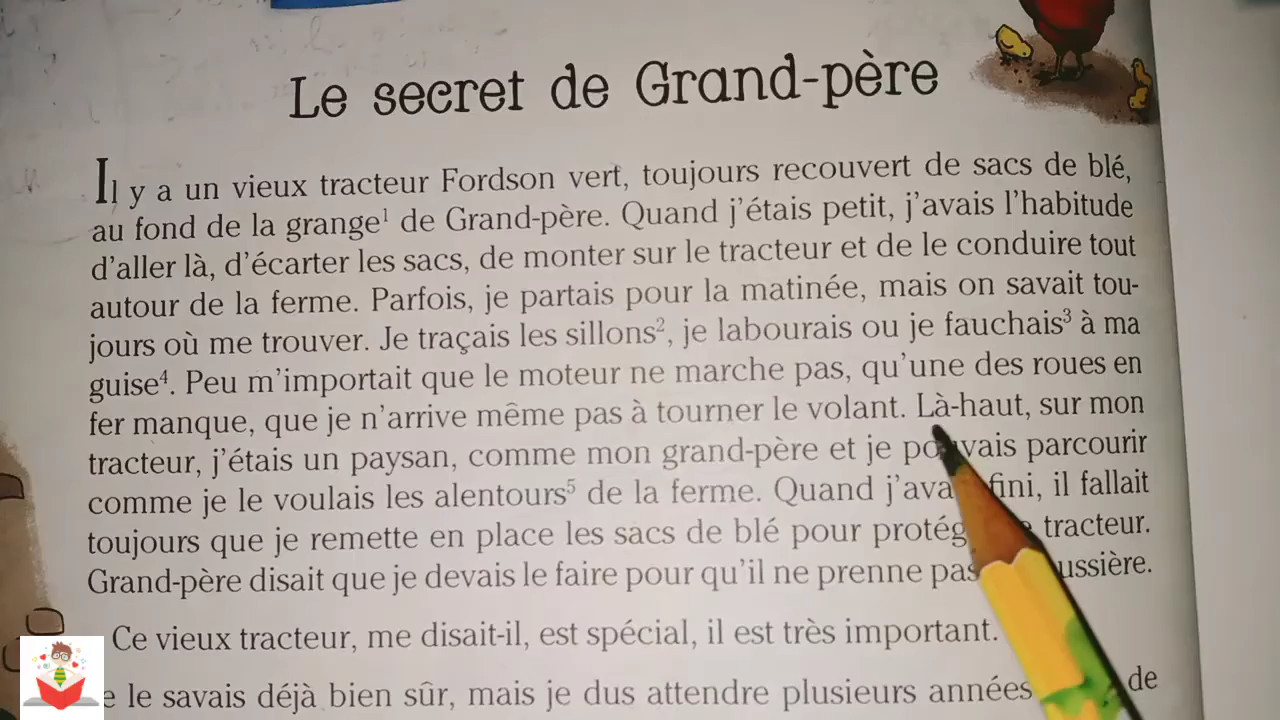 Le secret de Grand-père
Il y a un vieux tracteur Fordson vert, toujours recouvert de sacs de blé,
au fond de la grange¹ de Grand-père. Quand j'étais petit, j'avais l'habitude
d'aller là, d'écarter les sacs, de monter sur le tracteur et de le conduire tout
autour de la ferme. Parfois, je partais pour la matinée, mais on savait tou-
jours où me trouver. Je traçais les sillons², je labourais ou je fauchais³ à ma
guise⁴. Peu m'importait que le moteur ne marche pas, qu'une des roues en
fer manque, que je n'arrive même pas à tourner le volant. Là-haut, sur mon
tracteur, j'étais un paysan, comme mon grand-père et je pouvais parcourir
comme je le voulais les alentours⁵ de la ferme. Quand fini, il fallait
toujours que je remette en place les sacs de blé pour tracteur.
Grand-père disait que je devais le faire pour qu'il ne prenne pas
Ce vieux tracteur, me disait-il, est spécial, il est très important.
le savais déjà bien sûr, mais je dus attendre plusieurs années de